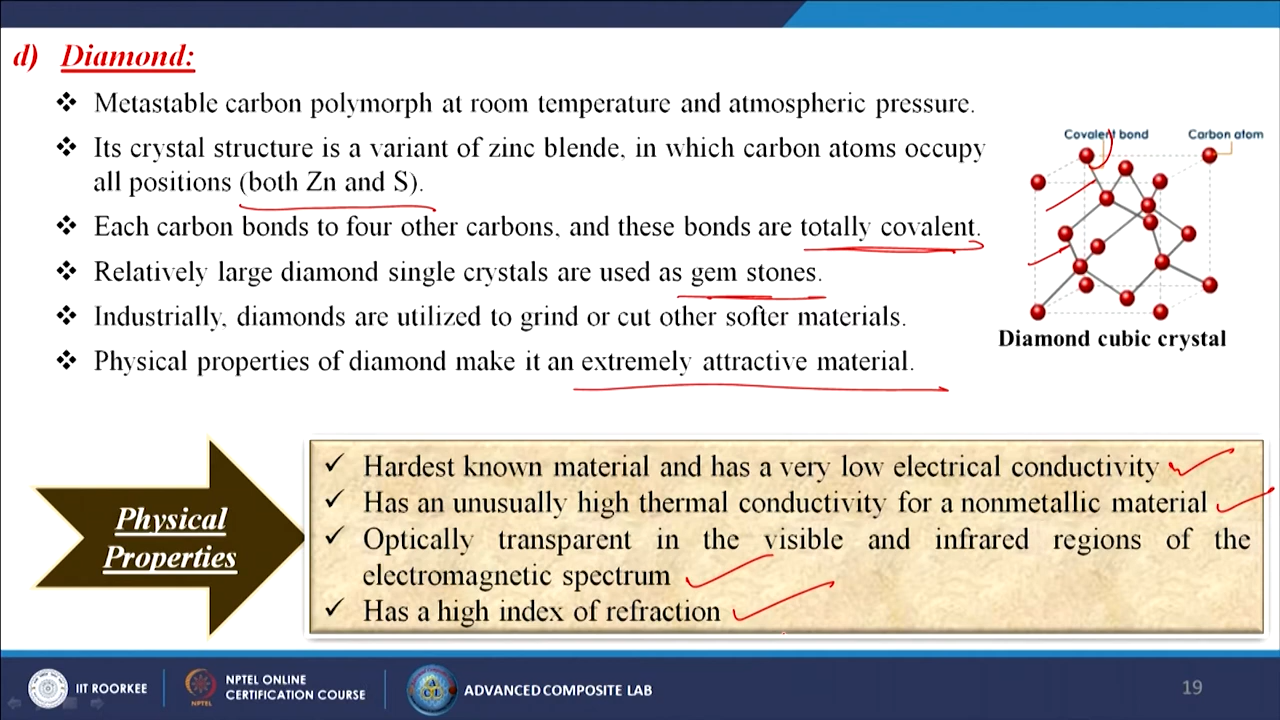 d) Diamond:
❖ Metastable carbon polymorph at room temperature and atmospheric pressure.
❖ Its crystal structure is a variant of zinc blende, in which carbon atoms occupy
all positions (both Zn and S).
❖ Each carbon bonds to four other carbons, and these bonds are totally covalent.
❖ Relatively large diamond single crystals are used as gem stones.
❖ Industrially, diamonds are utilized to grind or cut other softer materials.
❖ Physical properties of diamond make it an extremely attractive material.
Covalent bond
Carbon atom
Diamond cubic crystal
Physical
Properties
✓ Hardest known material and has a very low electrical conductivity
✓ Has an unusually high thermal conductivity for a nonmetallic material
✓ Optically transparent in the visible and infrared regions of the
electromagnetic spectrum
✓ Has a high index of refraction
IIT ROORKEE
NPTEL
NPTEL ONLINE
CERTIFICATION COURSE
ACL
ADVANCED COMPOSITE LAB
19